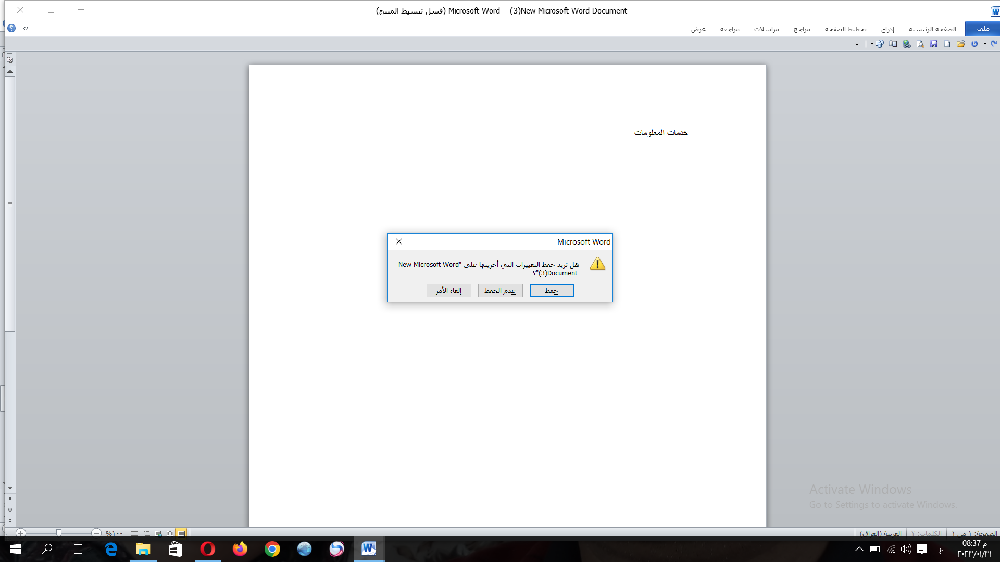 New Microsoft Word Document(3) - Microsoft Word (فشل تنشيط المنتج)
ملف الصفحة الرئيسية إدراج تخطيط الصفحة مراجع مراسلات مراجعة عرض
خدمات المعلومات
Microsoft Word
هل تريد حفظ التغييرات التي أجريتها على "New Microsoft Word
Document(3)"؟
حفظ عدم الحفظ إلغاء الأمر
Activate Windows
Go to Settings to activate Windows.
الصفحة: ١ من ١ الكلمات: ٢ العربية (العراق) ١٠٠%
08:37 م
ع
٢٠٢٣/٠١/٣١